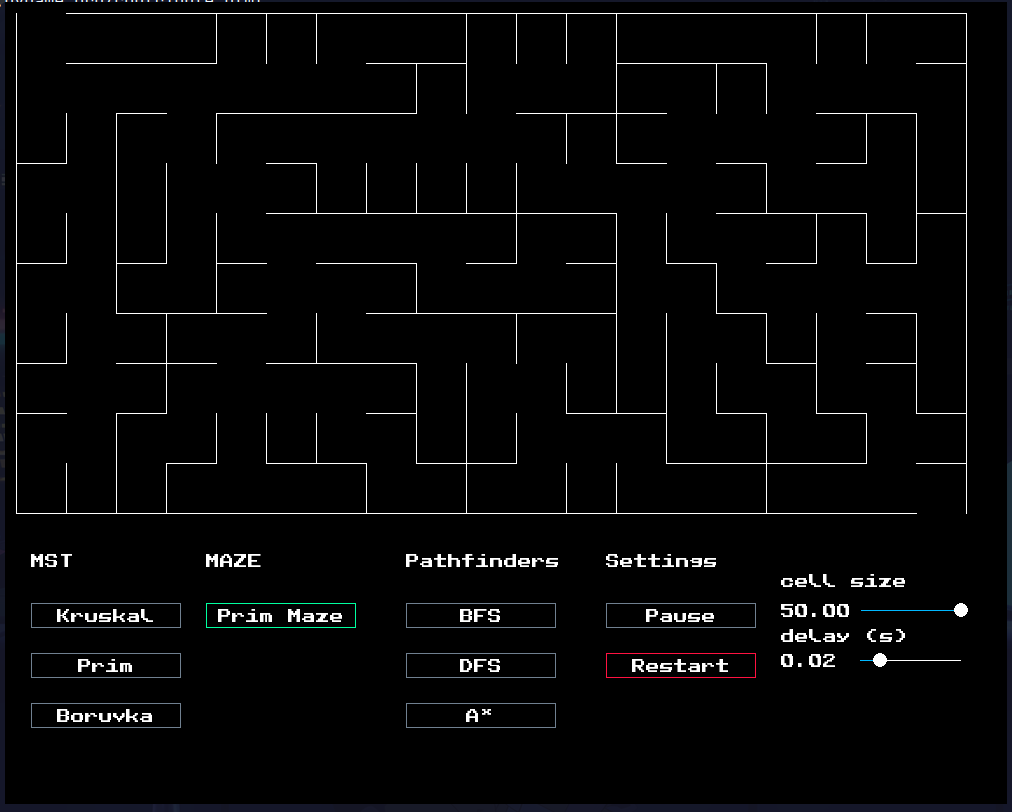 MST
MAZE
Pathfinders
Settings
cell size
Kruskal
Prim Maze
BFS
Pause
50.00
delay (s)
Prim
DFS
Restart
0.02
Boruvka
A*